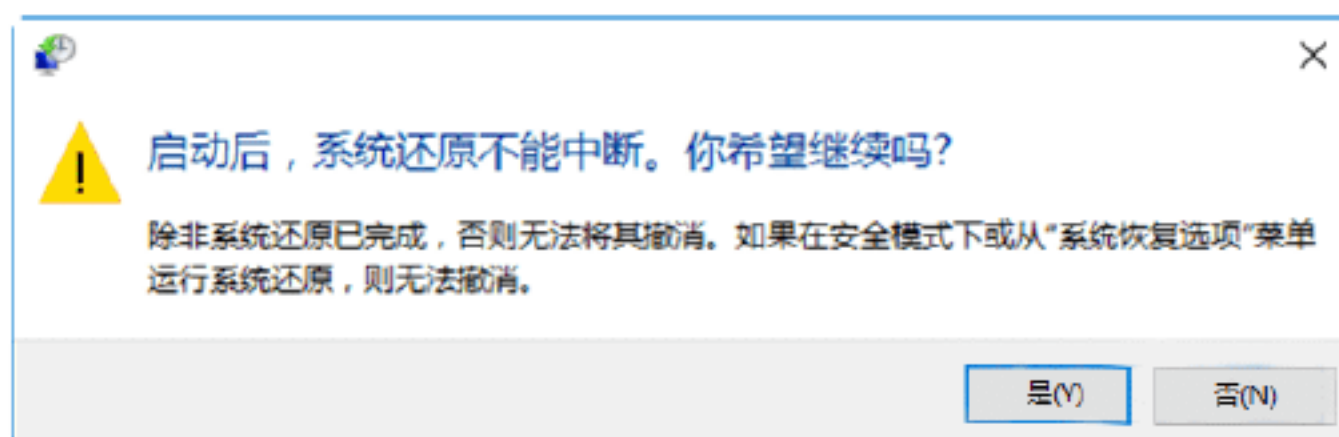 启动后，系统还原不能中断。你希望继续吗?
除非系统还原已完成，否则无法将其撤消。如果在安全模式下或从"系统恢复选项"菜单
运行系统还原，则无法撤消。
是(Y) 否(N)